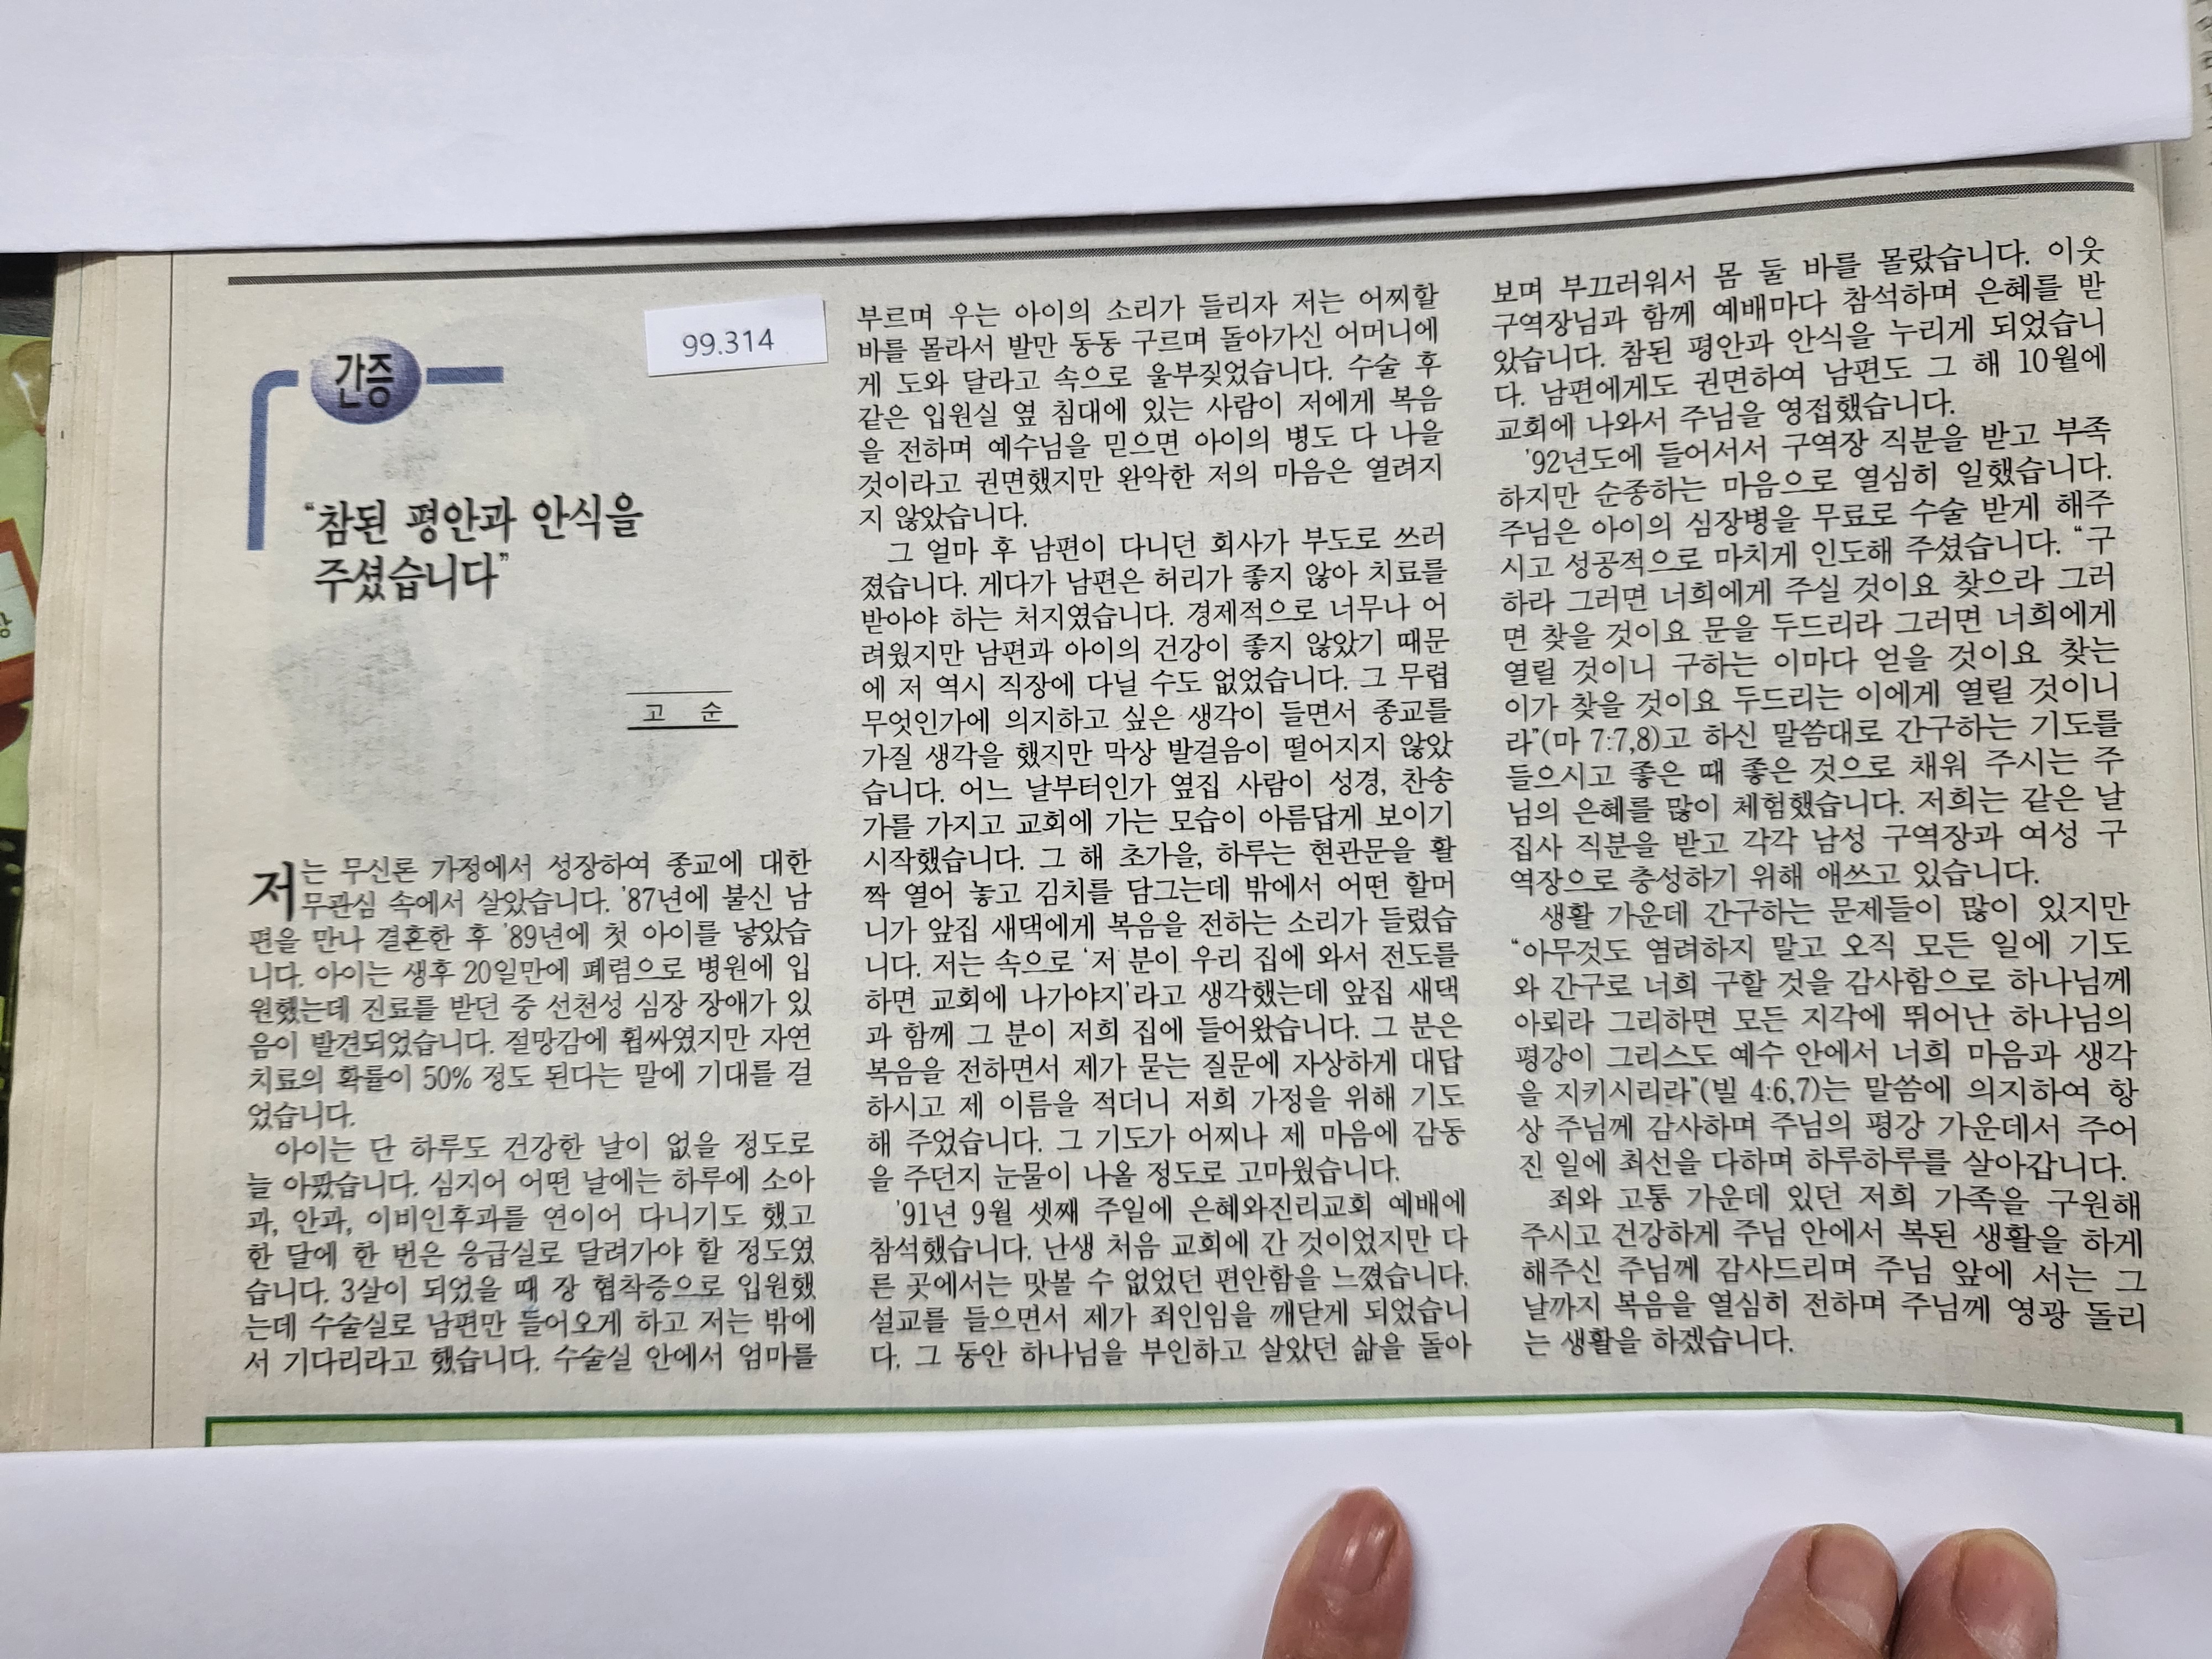 99.314
간증
“참된 평안과 안식을
주셨습니다”
고 순
저는 무신론 가정에서 성장하여 종교에 대한
무관심 속에서 살았습니다. '87년에 불신 남
편을 만나 결혼한 후 '89년에 첫 아이를 낳았습
니다. 아이는 생후 20일만에 폐렴으로 병원에 입
원했는데 진료를 받던 중 선천성 심장 장애가 있
음이 발견되었습니다. 절망감에 휩싸였지만 자연
치료의 확률이 50% 정도 된다는 말에 기대를 걸
었습니다.
아이는 단 하루도 건강한 날이 없을 정도로
늘 아팠습니다. 심지어 어떤 날에는 하루에 소아
과, 안과, 이비인후과를 연이어 다니기도 했고
한 달에 한 번은 응급실로 달려가야 할 정도였
습니다. 3살이 되었을 때 장 협착증으로 입원했
는데 수술실로 남편만 들어오게 하고 저는 밖에
서 기다리라고 했습니다. 수술실 안에서 엄마를
부르며 우는 아이의 소리가 들리자 저는 어찌할
바를 몰라서 발만 동동 구르며 돌아가신 어머니에
게 도와 달라고 속으로 울부짖었습니다. 수술 후
같은 입원실 옆 침대에 있는 사람이 저에게 복음
을 전하며 예수님을 믿으면 아이의 병도 다 나을
것이라고 권면했지만 완악한 저의 마음은 열려지
지 않았습니다.
그 얼마 후 남편이 다니던 회사가 부도로 쓰러
졌습니다. 게다가 남편은 허리가 좋지 않아 치료를
받아야 하는 처지였습니다. 경제적으로 너무나 어
려웠지만 남편과 아이의 건강이 좋지 않았기 때문
에 저 역시 직장에 다닐 수도 없었습니다. 그 무렵
무엇인가에 의지하고 싶은 생각이 들면서 종교를
가질 생각을 했지만 막상 발걸음이 떨어지지 않았
습니다. 어느 날부터인가 옆집 사람이 성경, 찬송
가를 가지고 교회에 가는 모습이 아름답게 보이기
시작했습니다. 그 해 초가을, 하루는 현관문을 활
짝 열어 놓고 김치를 담그는데 밖에서 어떤 할머
니가 앞집 새댁에게 복음을 전하는 소리가 들렸습
니다. 저는 속으로 '저 분이 우리 집에 와서 전도를
하면 교회에 나가야지'라고 생각했는데 앞집 새댁
과 함께 그 분이 저희 집에 들어왔습니다. 그 분은
복음을 전하면서 제가 묻는 질문에 자상하게 대답
하시고 제 이름을 적더니 저희 가정을 위해 기도
해 주었습니다. 그 기도가 어찌나 제 마음에 감동
을 주던지 눈물이 나올 정도로 고마웠습니다.
'91년 9월 셋째 주일에 은혜와진리교회 예배에
참석했습니다. 난생 처음 교회에 간 것이었지만 다
른 곳에서는 맛볼 수 없었던 편안함을 느꼈습니다.
설교를 들으면서 제가 죄인임을 깨닫게 되었습니
다. 그 동안 하나님을 부인하고 살았던 삶을 돌아
보며 부끄러워서 몸 둘 바를 몰랐습니다. 이웃
구역장님과 함께 예배마다 참석하며 은혜를 받
았습니다. 참된 평안과 안식을 누리게 되었습니
다. 남편에게도 권면하여 남편도 그 해 10월에
교회에 나와서 주님을 영접했습니다.
'92년도에 들어서서 구역장 직분을 받고 부족
하지만 순종하는 마음으로 열심히 일했습니다.
주님은 아이의 심장병을 무료로 수술 받게 해주
시고 성공적으로 마치게 인도해 주셨습니다. “구
하라 그러면 너희에게 주실 것이요 찾으라 그러
면 찾을 것이요 문을 두드리라 그러면 너희에게
열릴 것이니 구하는 이마다 얻을 것이요 찾는
이가 찾을 것이요 두드리는 이에게 열릴 것이니
라”(마 7:7,8)고 하신 말씀대로 간구하는 기도를
들으시고 좋은 때 좋은 것으로 채워 주시는 주
님의 은혜를 많이 체험했습니다. 저희는 같은 날
집사 직분을 받고 각각 남성 구역장과 여성 구
역장으로 충성하기 위해 애쓰고 있습니다.
생활 가운데 간구하는 문제들이 많이 있지만
“아무것도 염려하지 말고 오직 모든 일에 기도
와 간구로 너희 구할 것을 감사함으로 하나님께
아뢰라 그리하면 모든 지각에 뛰어난 하나님의
평강이 그리스도 예수 안에서 너희 마음과 생각
을 지키시리라”(빌 4:6,7)는 말씀에 의지하여 항
상 주님께 감사하며 주님의 평강 가운데서 주어
진 일에 최선을 다하며 하루하루를 살아갑니다.
죄와 고통 가운데 있던 저희 가족을 구원해
주시고 건강하게 주님 안에서 복된 생활을 하게
해주신 주님께 감사드리며 주님 앞에 서는 그
날까지 복음을 열심히 전하며 주님께 영광 돌리
는 생활을 하겠습니다.